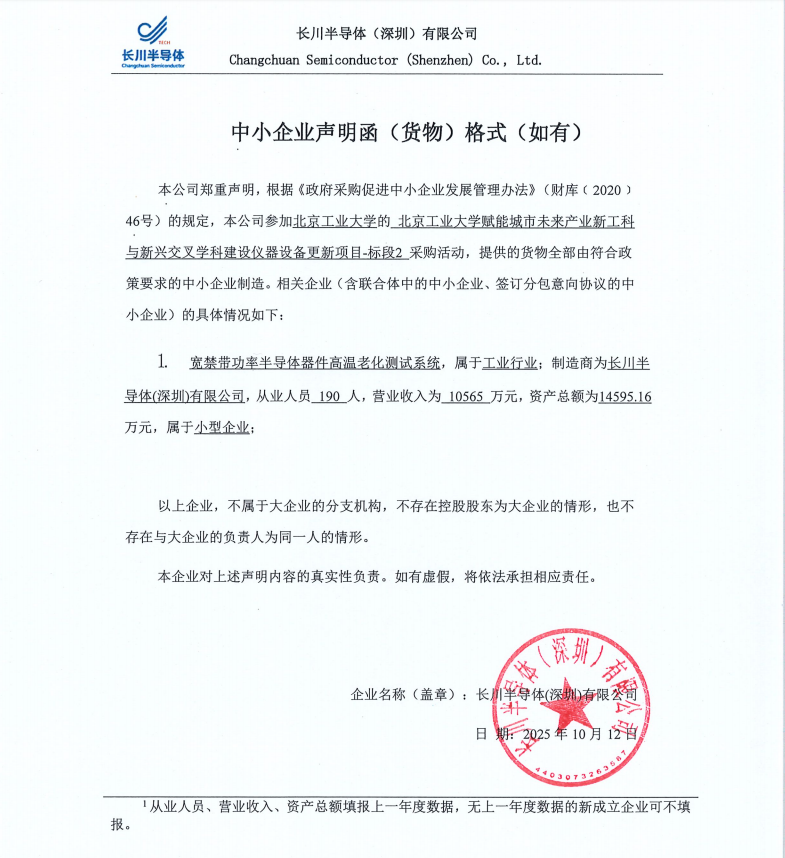 TECH
长川半导体
Changchuan Semiconductor
长川半导体（深圳）有限公司
Changchuan Semiconductor (Shenzhen) Co., Ltd.
中小企业声明函（货物）格式（如有）
本公司郑重声明，根据《政府采购促进中小企业发展管理办法》（财库﹝2020﹞
46号）的规定，本公司参加北京工业大学的 北京工业大学赋能城市未来产业新工科
与新兴交叉学科建设仪器设备更新项目-标段2 采购活动，提供的货物全部由符合政
策要求的中小企业制造。相关企业（含联合体中的中小企业、签订分包意向协议的中
小企业）的具体情况如下：
1. 宽禁带功率半导体器件高温老化测试系统，属于工业行业；制造商为长川半
导体(深圳)有限公司，从业人员 190 人，营业收入为 10565 万元，资产总额为14595.16
万元，属于小型企业；
以上企业，不属于大企业的分支机构，不存在控股股东为大企业的情形，也不
存在与大企业的负责人为同一人的情形。
本企业对上述声明内容的真实性负责。如有虚假，将依法承担相应责任。
企业名称（盖章）：长川半导体(深圳)有限公司
日 期：2025 年 10 月 12 日
长川半导体（深圳）有限公司
4403073263587
1从业人员、营业收入、资产总额填报上一年度数据，无上一年度数据的新成立企业可不填
报。